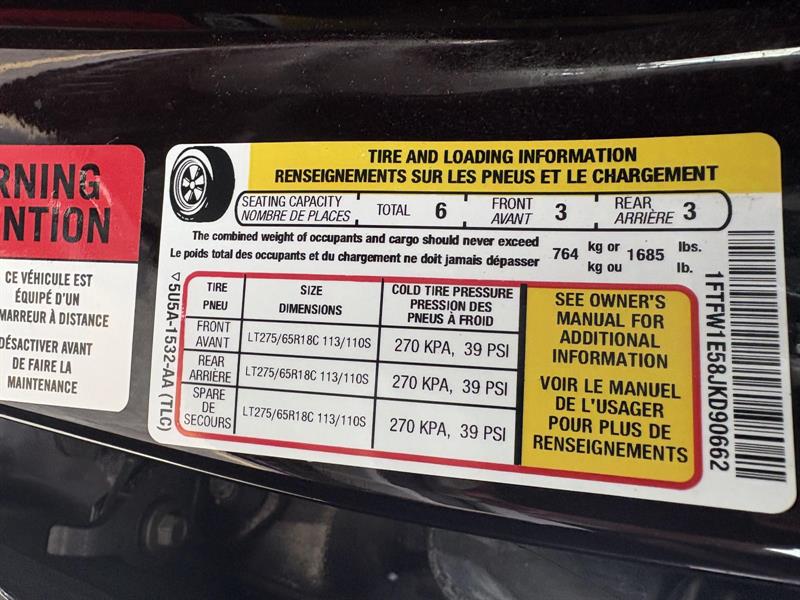 RNING
NTION
CE VÉHICULE EST
ÉQUIPÉ D'UN
MARREUR À DISTANCE
DÉSACTIVER AVANT
DE FAIRE LA
MAINTENANCE
TIRE AND LOADING INFORMATION
RENSEIGNEMENTS SUR LES PNEUS ET LE CHARGEMENT
SEATING CAPACITY TOTAL 6 FRONT 3 REAR 3
NOMBRE DE PLACES AVANT ARRIÈRE
The combined weight of occupants and cargo should never exceed 764 kg or 1685 lbs.
Le poids total des occupants et du chargement ne doit jamais dépasser kg ou lb.
TIRE SIZE COLD TIRE PRESSURE
PNEU DIMENSIONS PRESSION DES
PNEUS À FROID
FRONT LT275/65R18C 113/110S 270 KPA, 39 PSI
AVANT
REAR LT275/65R18C 113/110S 270 KPA, 39 PSI
ARRIÈRE
SPARE LT275/65R18C 113/110S 270 KPA, 39 PSI
DE
SECOURS
SEE OWNER'S
MANUAL FOR
ADDITIONAL
INFORMATION
VOIR LE MANUEL
DE L'USAGER
POUR PLUS DE
RENSEIGNEMENTS
5U5A-1532-AA (TLC)
1FTFW1E58JKD90662